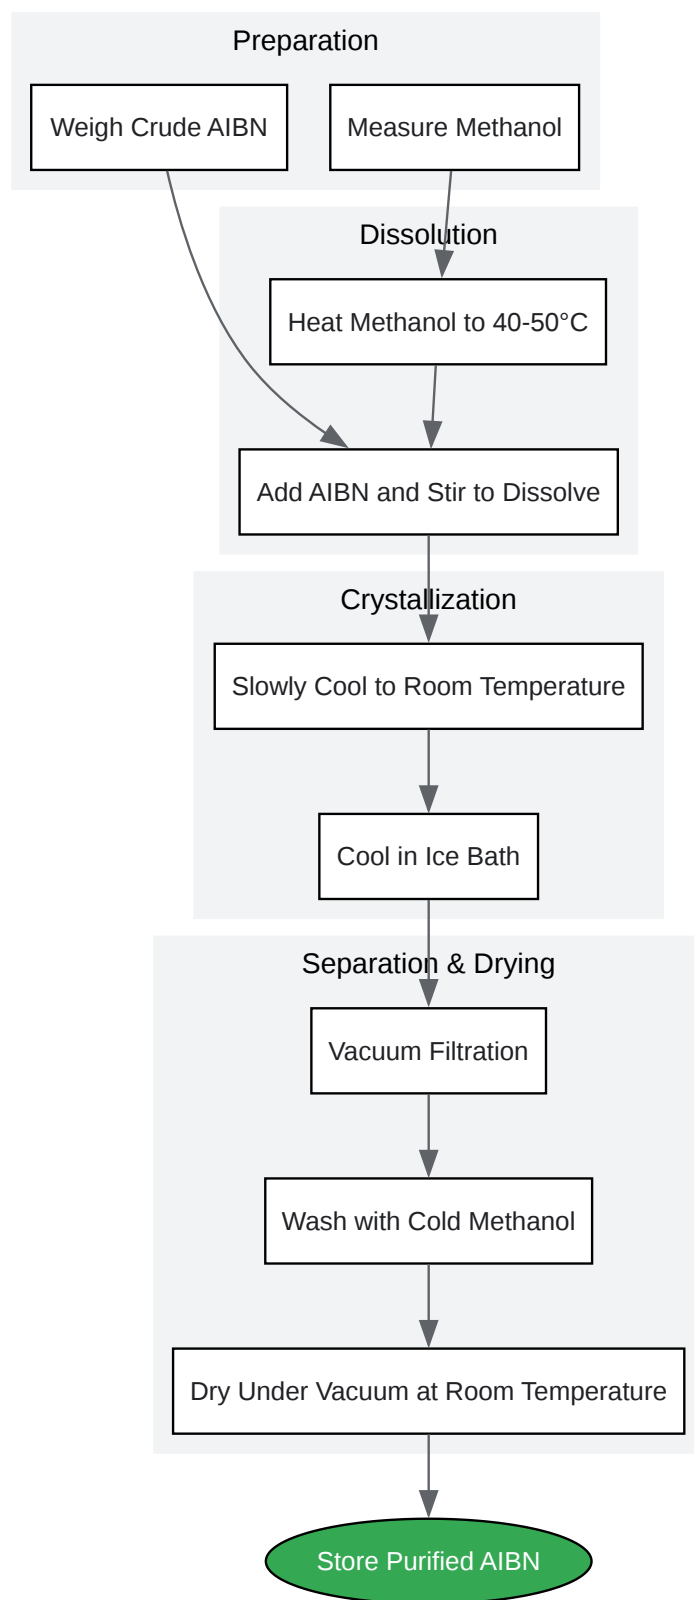 Preparation
Weigh Crude AIBN
Measure Methanol
Dissolution
Heat Methanol to 40-50°C
Add AIBN and Stir to Dissolve
Crystallization
Slowly Cool to Room Temperature
Cool in Ice Bath
Separation & Drying
Vacuum Filtration
Wash with Cold Methanol
Dry Under Vacuum at Room Temperature
Store Purified AIBN